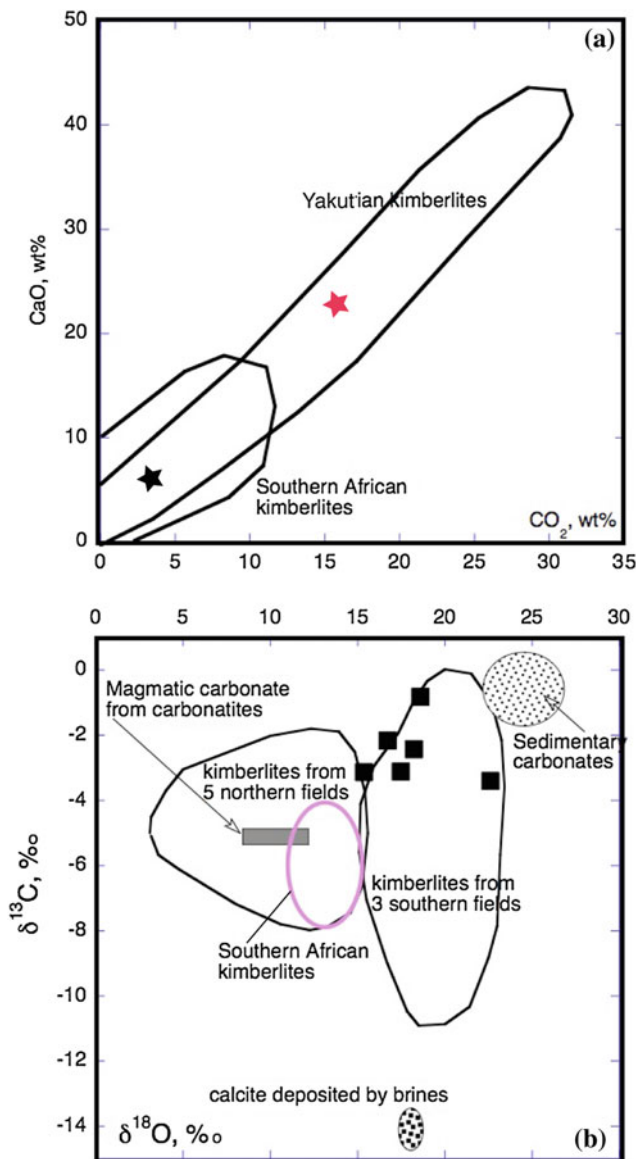 50
(a)
40
Yakutian kimberlites
30
CaO, wt%
20
10
Southern African
kimberlites
CO2, wt%
0
0 5 10 15 20 25 30 35
0 5 10 15 20 25 30
0
Magmatic carbonate
from carbonatites
Sedimentary
carbonates
-2
kimberlites from
5 northern fields
-4
-6
δ13C, ‰
kimberlites from
3 southern fields
Southern African
kimberlites
-8
-10
-12
calcite deposited by brines
-14
δ18O, ‰
(b)